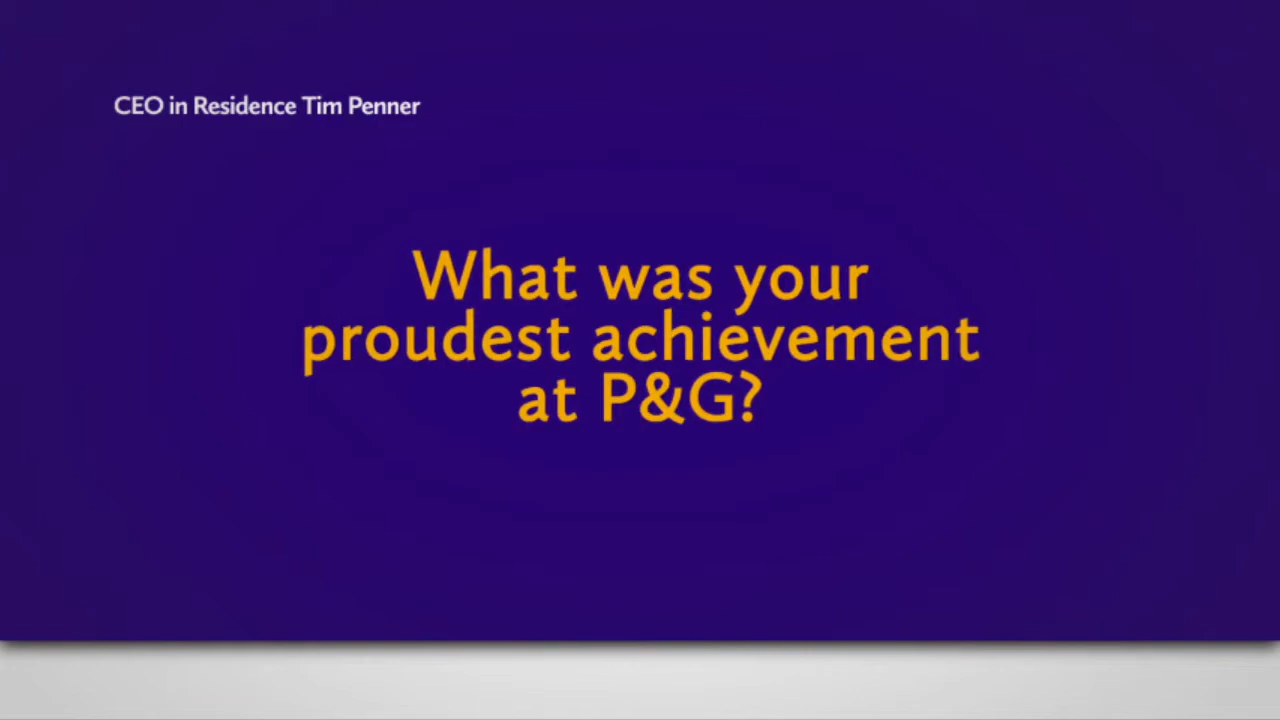 CEO in Residence Tim Penner
What was your
proudest achievement
at P&G?